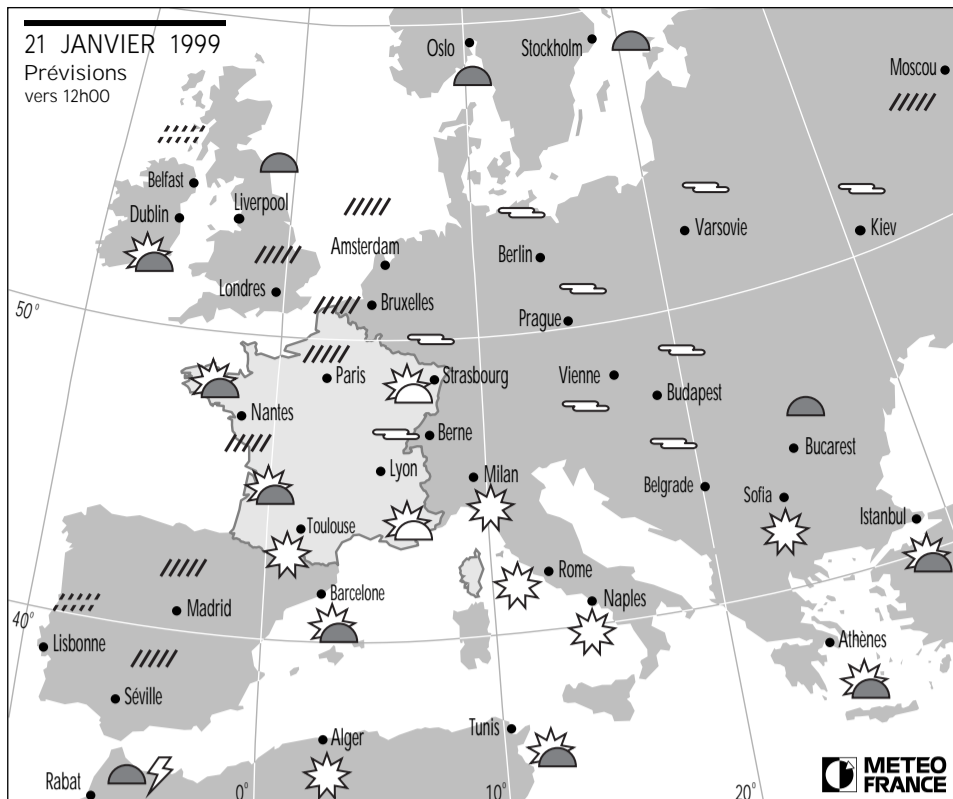 21 JANVIER 1999
Prévisions
vers 12h00
Oslo
Stockholm
Moscou
Belfast
Dublin
Liverpool
Amsterdam
Berlin
Varsovie
Kiev
Londres
Bruxelles
50°
Prague
Paris
Strasbourg
Vienne
Budapest
Nantes
Berne
Bucarest
Lyon
Milan
Belgrade
Sofia
Istanbul
Toulouse
Rome
Barcelone
Naples
Madrid
40°
Lisbonne
Athènes
Séville
Tunis
Alger
Rabat
0°
10°
20°
METEO
FRANCE